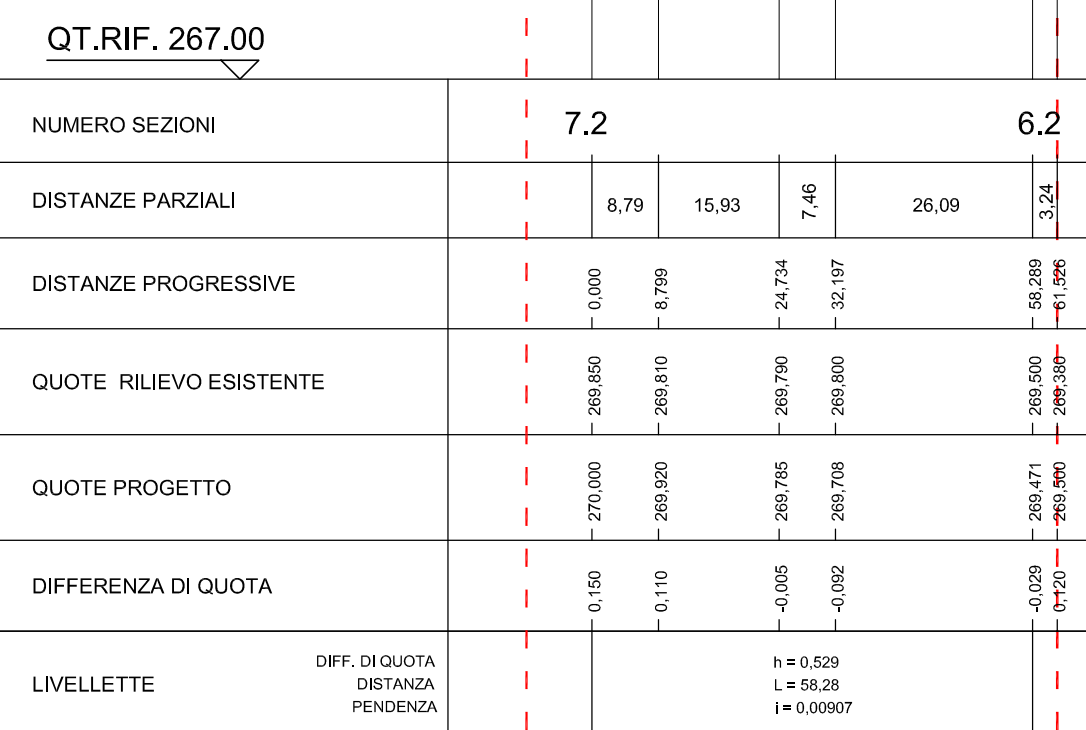 QT.RIF. 267.00
NUMERO SEZIONI 7.2 6.2
DISTANZE PARZIALI 8,79 15,93 7,46 26,09 3,24
DISTANZE PROGRESSIVE 0,000 8,799 24,734 32,197 58,289 61,526
QUOTE RILIEVO ESISTENTE 269,850 269,810 269,790 269,800 269,500 269,380
QUOTE PROGETTO 270,000 269,920 269,785 269,708 269,471 269,500
DIFFERENZA DI QUOTA 0,150 0,110 -0,005 -0,092 -0,029 0,120
DIFF. DI QUOTA h = 0,529
LIVELLETTE DISTANZA L = 58,28
PENDENZA i = 0,00907